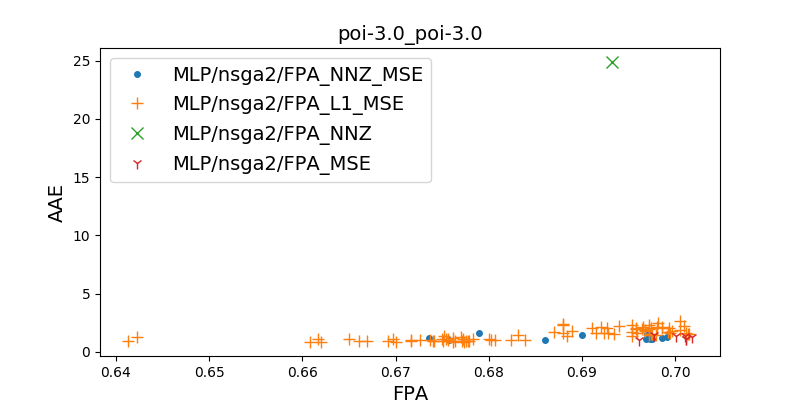 poi-3.0_poi-3.0
MLP/nsga2/FPA_NNZ_MSE
MLP/nsga2/FPA_L1_MSE
MLP/nsga2/FPA_NNZ
MLP/nsga2/FPA_MSE
AAE
25
20
15
10
5
0
0.64 0.65 0.66 0.67 0.68 0.69 0.70
FPA